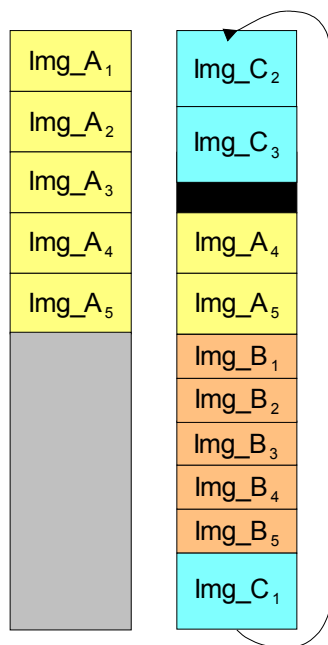 Img_A₁
Img_A₂
Img_A₃
Img_A₄
Img_A₅
Img_C₂
Img_C₃
Img_A₄
Img_A₅
Img_B₁
Img_B₂
Img_B₃
Img_B₄
Img_B₅
Img_C₁